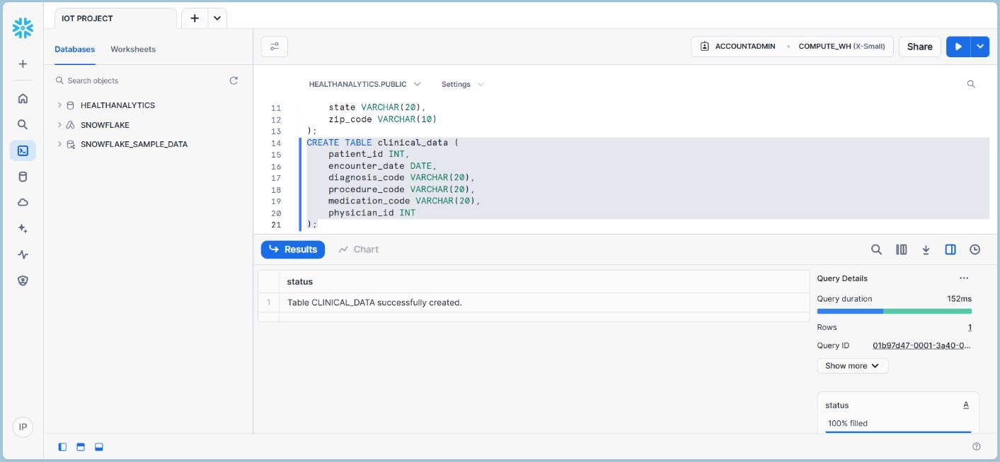 IOT PROJECT
Databases
Worksheets
Search objects
HEALTHANALYTICS
SNOWFLAKE
SNOWFLAKE_SAMPLE_DATA
IP
ACCOUNTADMIN • COMPUTE_WH (X-Small)
Share
HEALTHANALYTICS.PUBLIC
Settings
11 state VARCHAR(20),
12 zip_code VARCHAR(10)
13 );
14 CREATE TABLE clinical_data (
15 patient_id INT,
16 encounter_date DATE,
17 diagnosis_code VARCHAR(20),
18 procedure_code VARCHAR(20),
19 medication_code VARCHAR(20),
20 physician_id INT
21 );
Results
Chart
status
1 Table CLINICAL_DATA successfully created.
Query Details ...
Query duration 152ms
Rows 1
Query ID 01b97d47-0001-3a40-0...
Show more
status A
100% filled